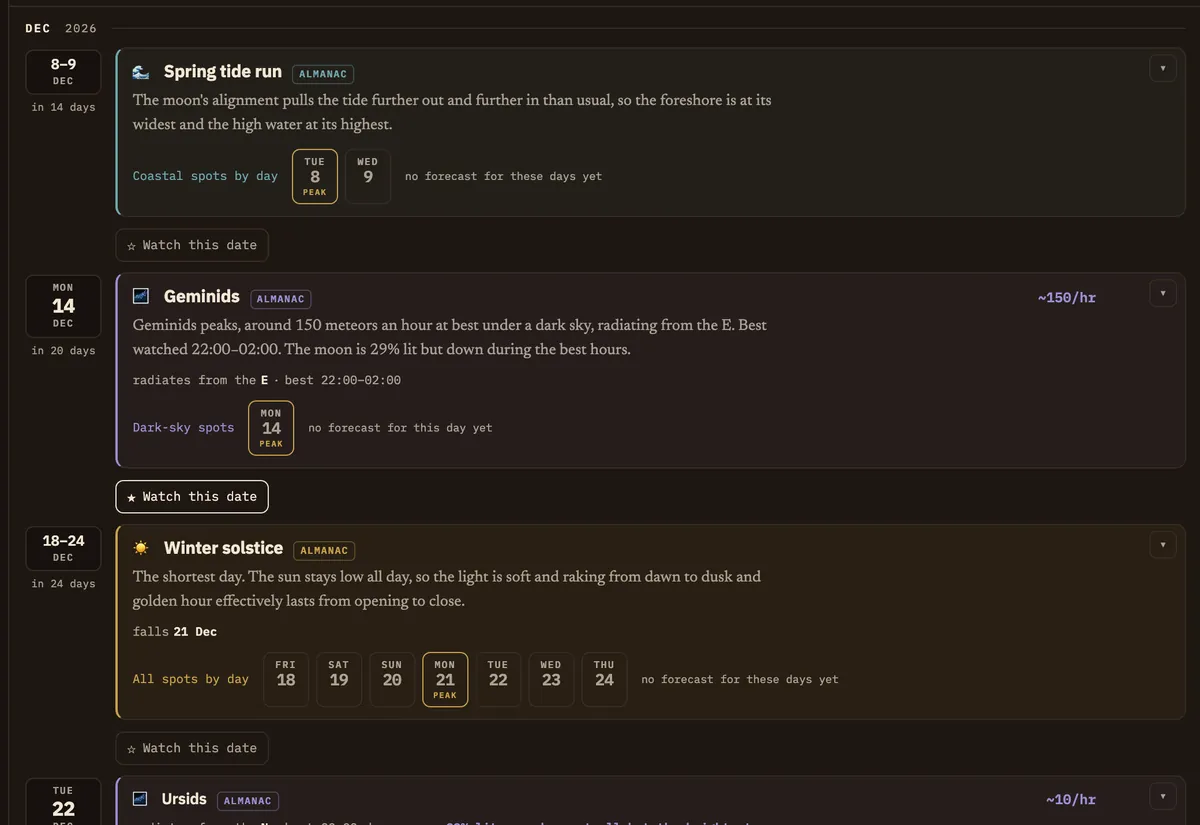 DEC 2026
8–9
DEC
in 14 days
Spring tide run ALMANAC
▾
The moon's alignment pulls the tide further out and further in than usual, so the foreshore is at its
widest and the high water at its highest.
Coastal spots by day
TUE
8
PEAK
WED
9
no forecast for these days yet
☆ Watch this date
MON
14
DEC
in 20 days
Geminids ALMANAC
~150/hr
▾
Geminids peaks, around 150 meteors an hour at best under a dark sky, radiating from the E. Best
watched 22:00–02:00. The moon is 29% lit but down during the best hours.
radiates from the E · best 22:00–02:00
Dark-sky spots
MON
14
PEAK
no forecast for this day yet
★ Watch this date
18–24
DEC
in 24 days
Winter solstice ALMANAC
▾
The shortest day. The sun stays low all day, so the light is soft and raking from dawn to dusk and
golden hour effectively lasts from opening to close.
falls 21 Dec
All spots by day
FRI
18
SAT
19
SUN
20
MON
21
PEAK
TUE
22
WED
23
THU
24
no forecast for these days yet
☆ Watch this date
TUE
22
Ursids ALMANAC
~10/hr
▾